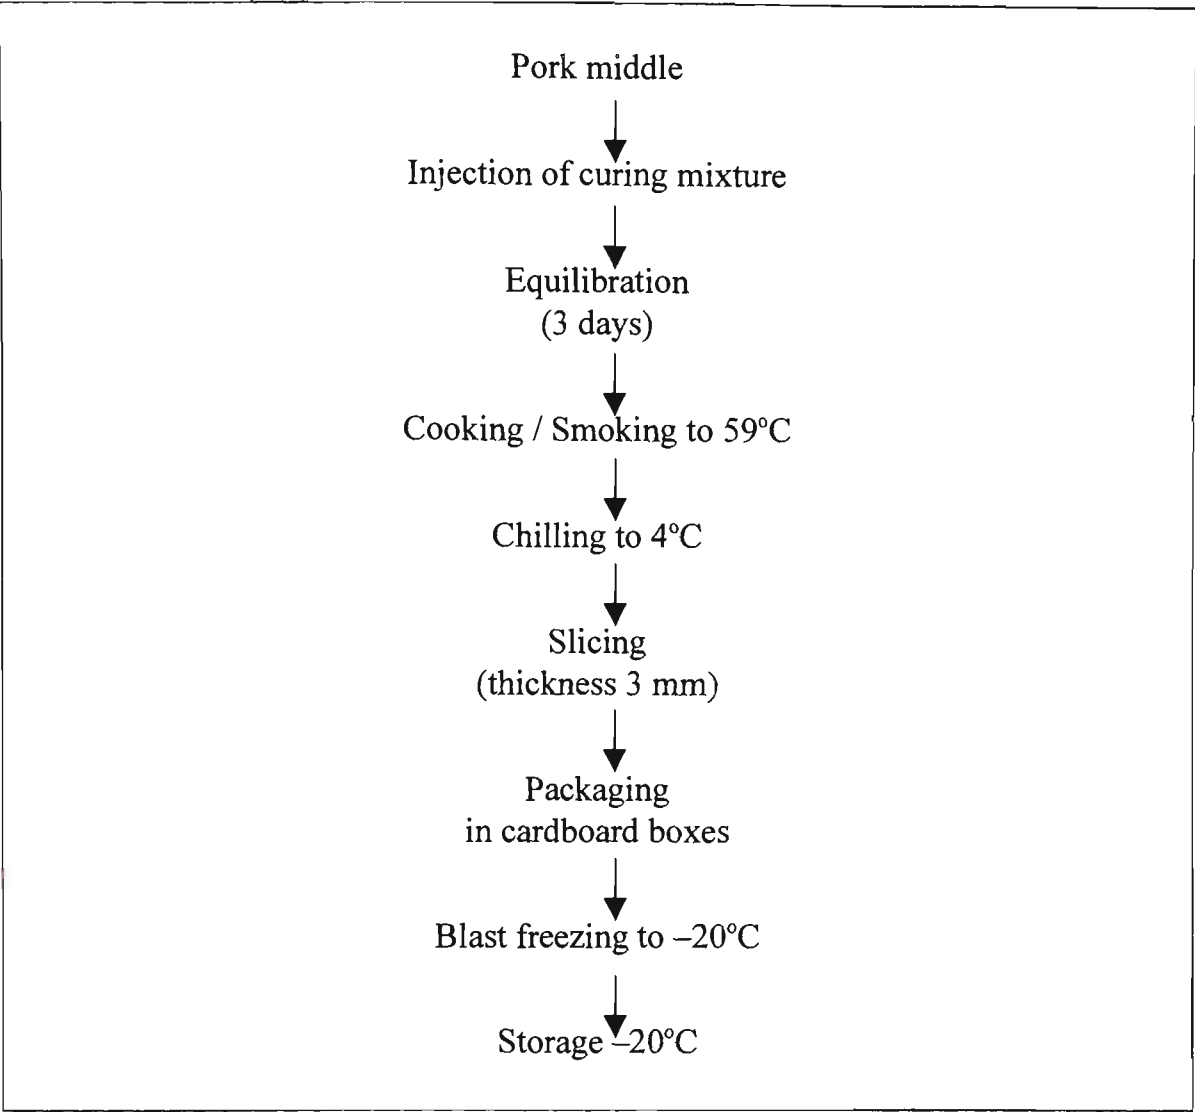 Pork middle
Injection of curing mixture
Equilibration
(3 days)
Cooking / Smoking to 59°C
Chilling to 4°C
Slicing
(thickness 3 mm)
Packaging
in cardboard boxes
Blast freezing to –20°C
Storage –20°C